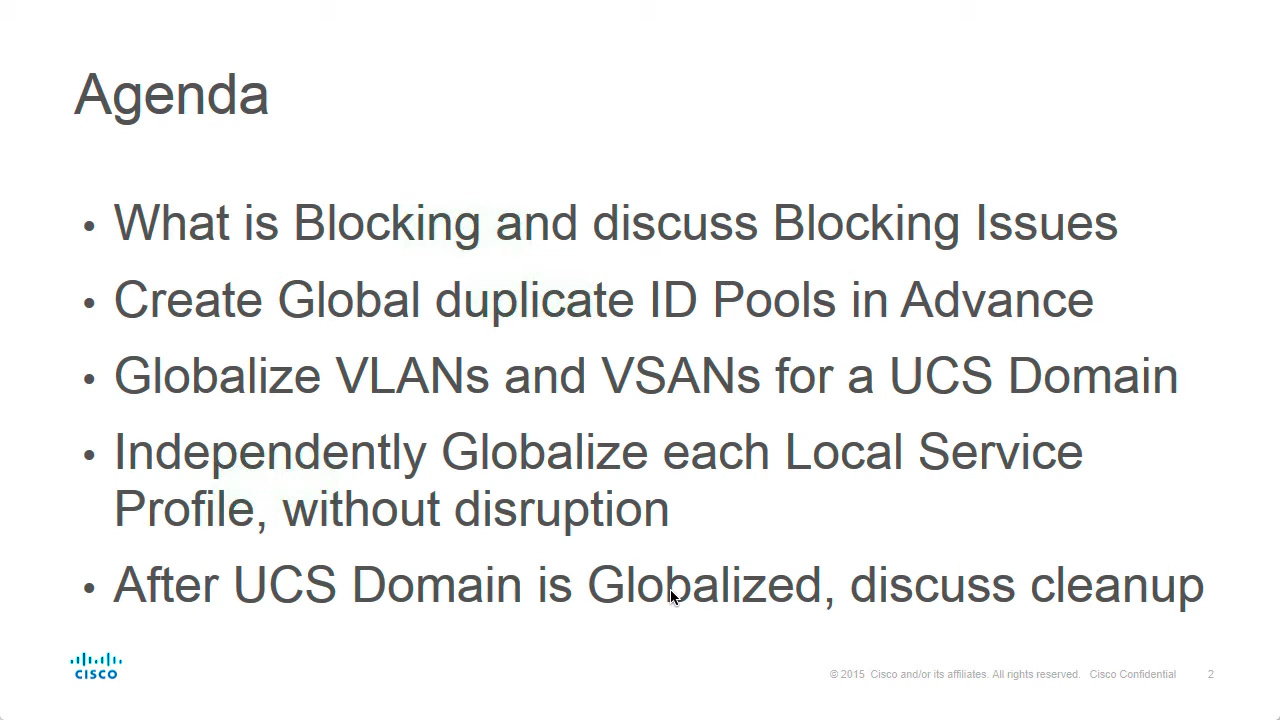 Agenda
• What is Blocking and discuss Blocking Issues
• Create Global duplicate ID Pools in Advance
• Globalize VLANs and VSANs for a UCS Domain
• Independently Globalize each Local Service
Profile, without disruption
• After UCS Domain is Globalized, discuss cleanup
CISCO
© 2015 Cisco and/or its affiliates. All rights reserved. Cisco Confidential 2